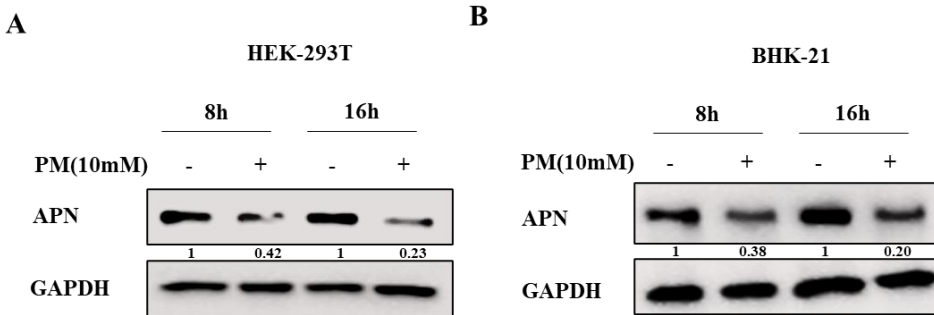 A
HEK-293T
8h 16h
PM(10mM) - + - +
APN
1 0.42 1 0.23
GAPDH
B
BHK-21
8h 16h
PM(10mM) - + - +
APN
1 0.38 1 0.20
GAPDH